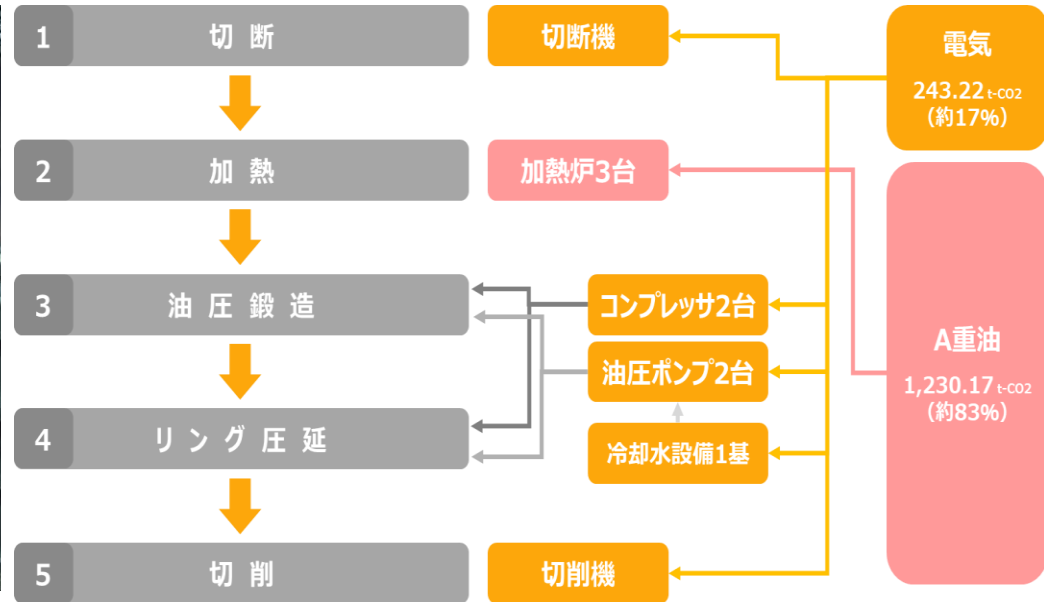 1 切断
切断機
電気
243.22 t-CO2
(約17%)
2 加熱
加熱炉3台
3 油圧鍛造
コンプレッサ2台
油圧ポンプ2台
A重油
1,230.17 t-CO2
(約83%)
4 リング圧延
冷却水設備1基
5 切削
切削機